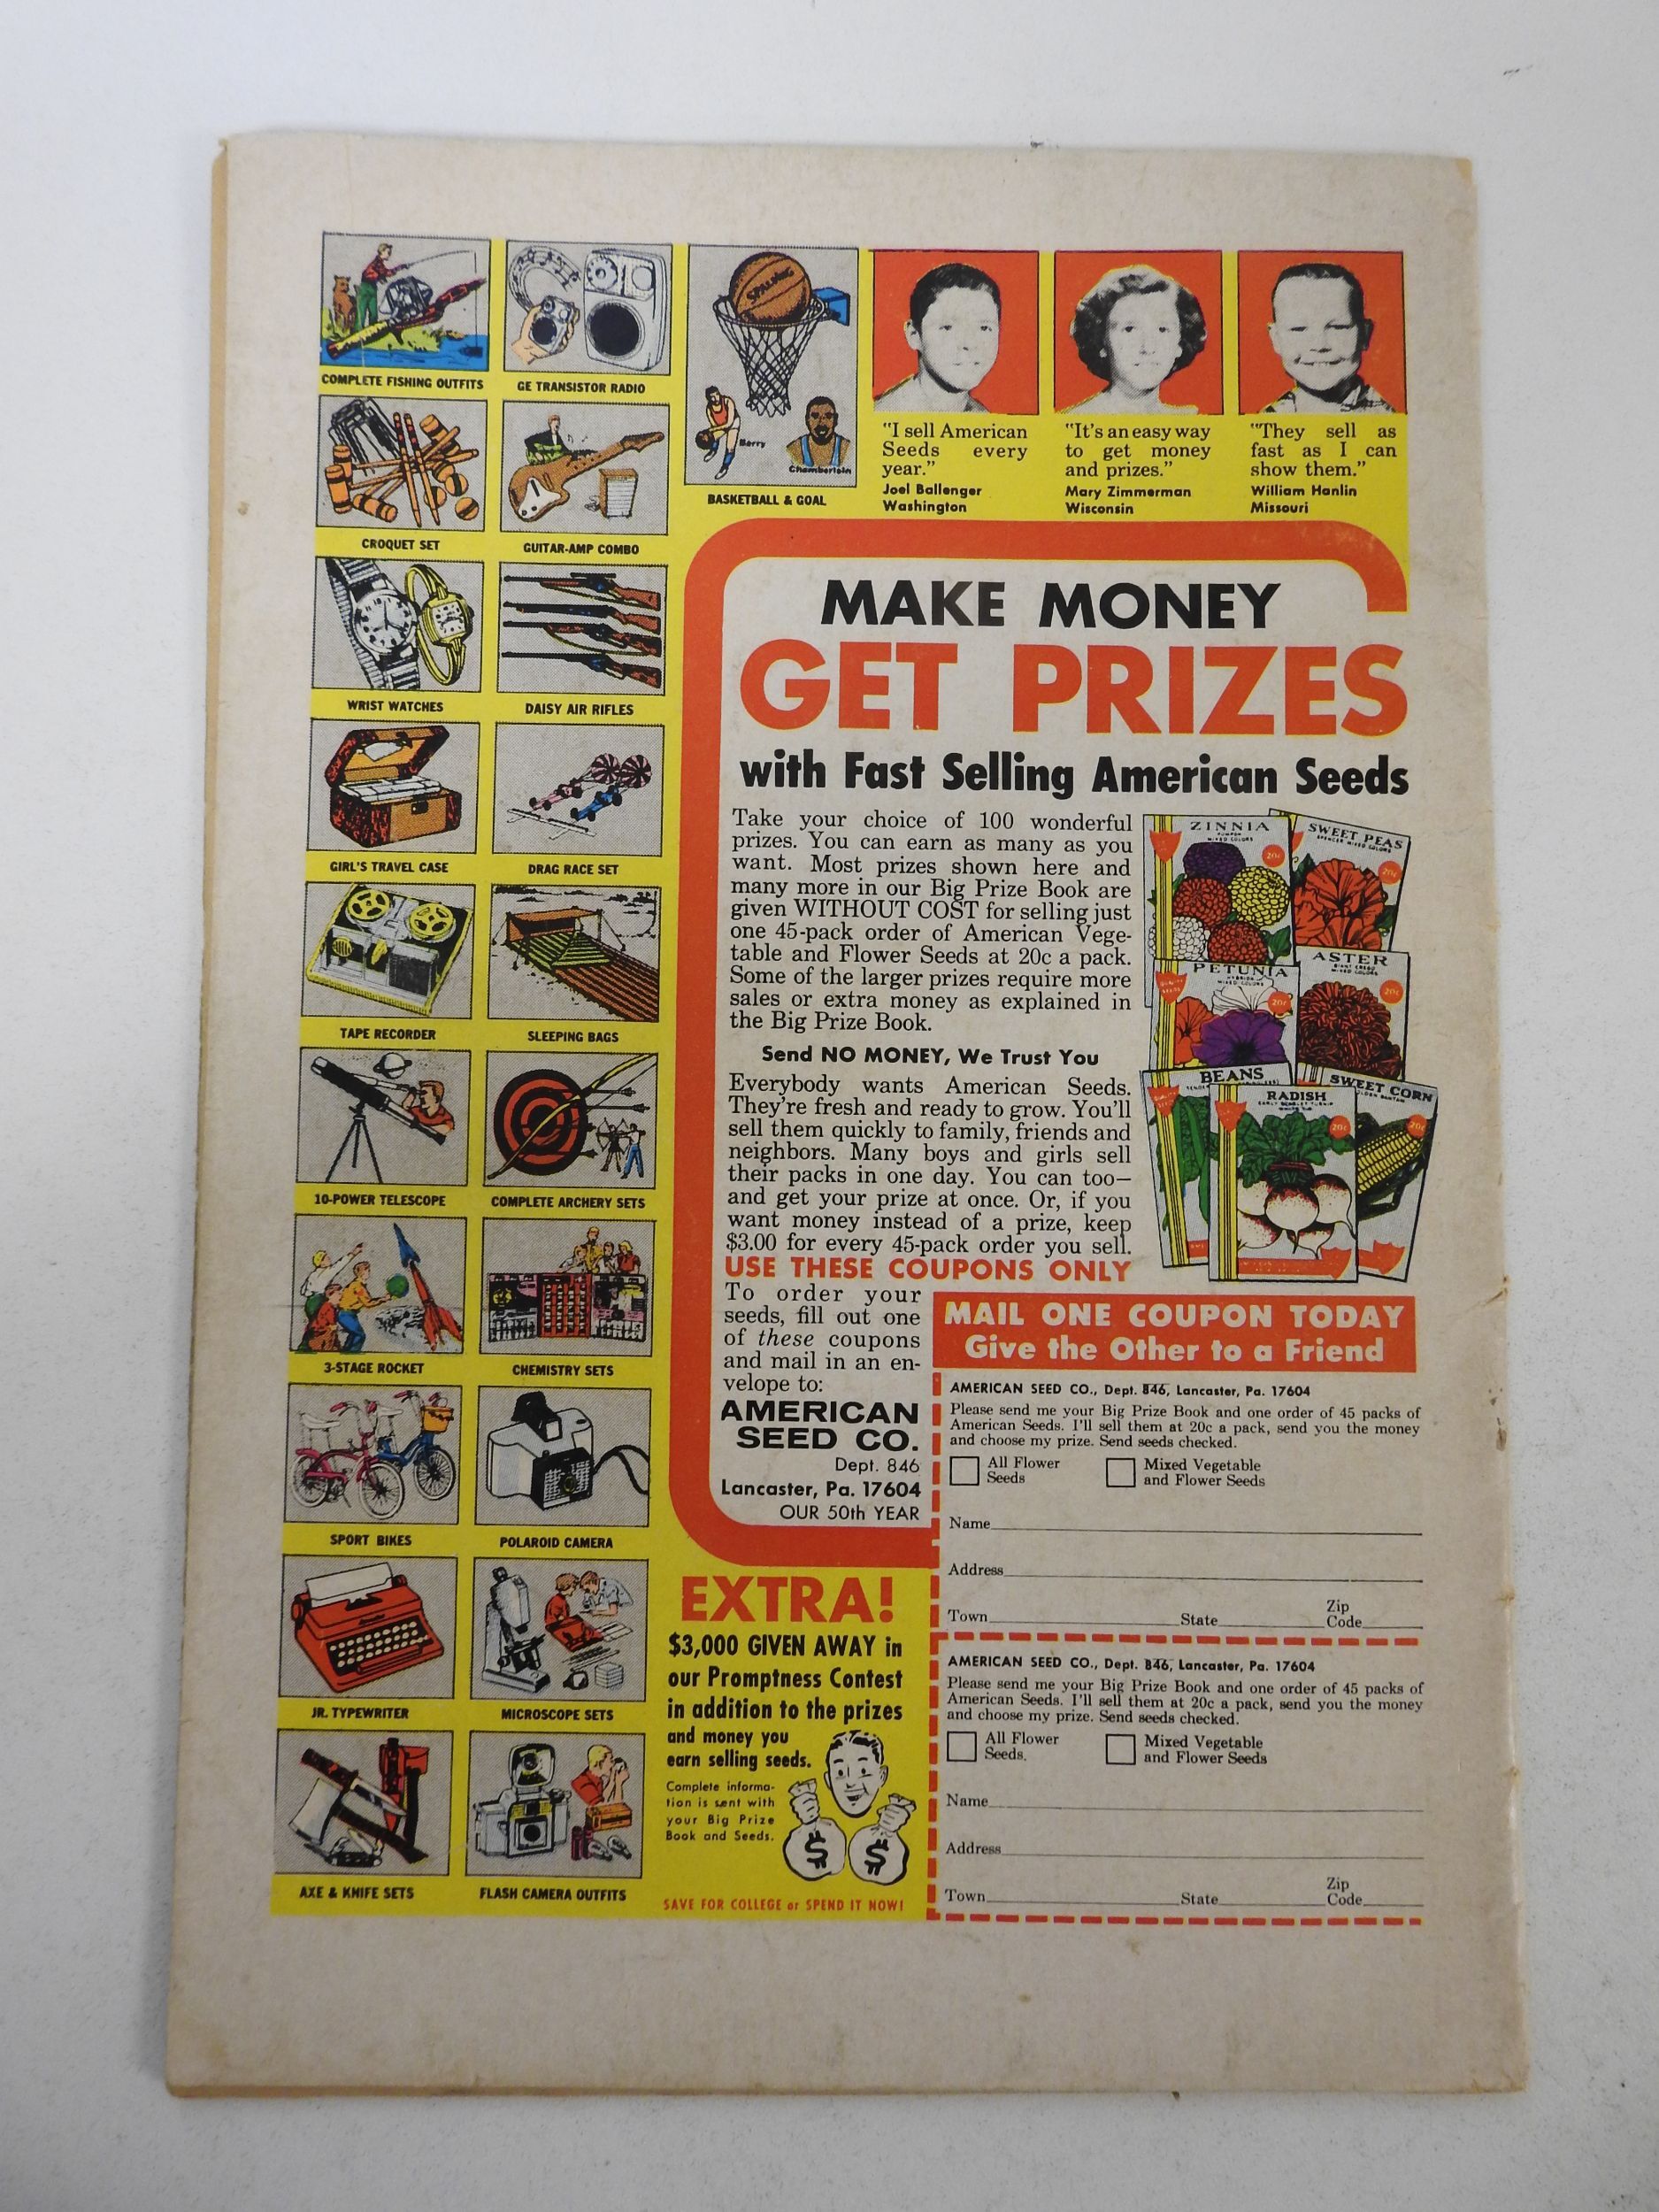 COMPLETE FISHING OUTFITS
GE TRANSISTOR RADIO
SPALDING
Barry
Chamberlain
BASKETBALL & GOAL
CROQUET SET
GUITAR-AMP COMBO
WRIST WATCHES
DAISY AIR RIFLES
GIRL'S TRAVEL CASE
DRAG RACE SET
TAPE RECORDER
SLEEPING BAGS
10-POWER TELESCOPE
COMPLETE ARCHERY SETS
3-STAGE ROCKET
CHEMISTRY SETS
SPORT BIKES
POLAROID CAMERA
JR. TYPEWRITER
MICROSCOPE SETS
AXE & KNIFE SETS
FLASH CAMERA OUTFITS
"I sell American
Seeds every
year."
Joel Ballenger
Washington
"It's an easy way
to get money
and prizes."
Mary Zimmerman
Wisconsin
"They sell as
fast as I can
show them."
William Hanlin
Missouri
MAKE MONEY
GET PRIZES
with Fast Selling American Seeds
Take your choice of 100 wonderful
prizes. You can earn as many as you
want. Most prizes shown here and
many more in our Big Prize Book are
given WITHOUT COST for selling just
one 45-pack order of American Vege-
table and Flower Seeds at 20c a pack.
Some of the larger prizes require more
sales or extra money as explained in
the Big Prize Book.
Send NO MONEY, We Trust You
Everybody wants American Seeds.
They're fresh and ready to grow. You'll
sell them quickly to family, friends and
neighbors. Many boys and girls sell
their packs in one day. You can too—
and get your prize at once. Or, if you
want money instead of a prize, keep
$3.00 for every 45-pack order you sell.
USE THESE COUPONS ONLY
To order your
seeds, fill out one
of these coupons
and mail in an en-
velope to:
AMERICAN
SEED CO.
Dept. 846
Lancaster, Pa. 17604
OUR 50th YEAR
ZINNIA
MIXED COLORS
20c
SWEET PEAS
SPENCER MIXED COLORS
20c
PETUNIA
MIXED COLORS
20c
ASTER
MIXED COLORS
20c
BEANS
RADISH
20c
SWEET CORN
20c
MAIL ONE COUPON TODAY
Give the Other to a Friend
AMERICAN SEED CO., Dept. 846, Lancaster, Pa. 17604
Please send me your Big Prize Book and one order of 45 packs of
American Seeds. I'll sell them at 20c a pack, send you the money
and choose my prize. Send seeds checked.
All Flower
Seeds
Mixed Vegetable
and Flower Seeds
Name
Address
Town State Zip
Code
AMERICAN SEED CO., Dept. 846, Lancaster, Pa. 17604
Please send me your Big Prize Book and one order of 45 packs of
American Seeds. I'll sell them at 20c a pack, send you the money
and choose my prize. Send seeds checked.
All Flower
Seeds.
Mixed Vegetable
and Flower Seeds
Name
Address
Town State Zip
Code
EXTRA!
$3,000 GIVEN AWAY in
our Promptness Contest
in addition to the prizes
and money you
earn selling seeds.
Complete informa-
tion is sent with
your Big Prize
Book and Seeds.
$ $
SAVE FOR COLLEGE or SPEND IT NOW!